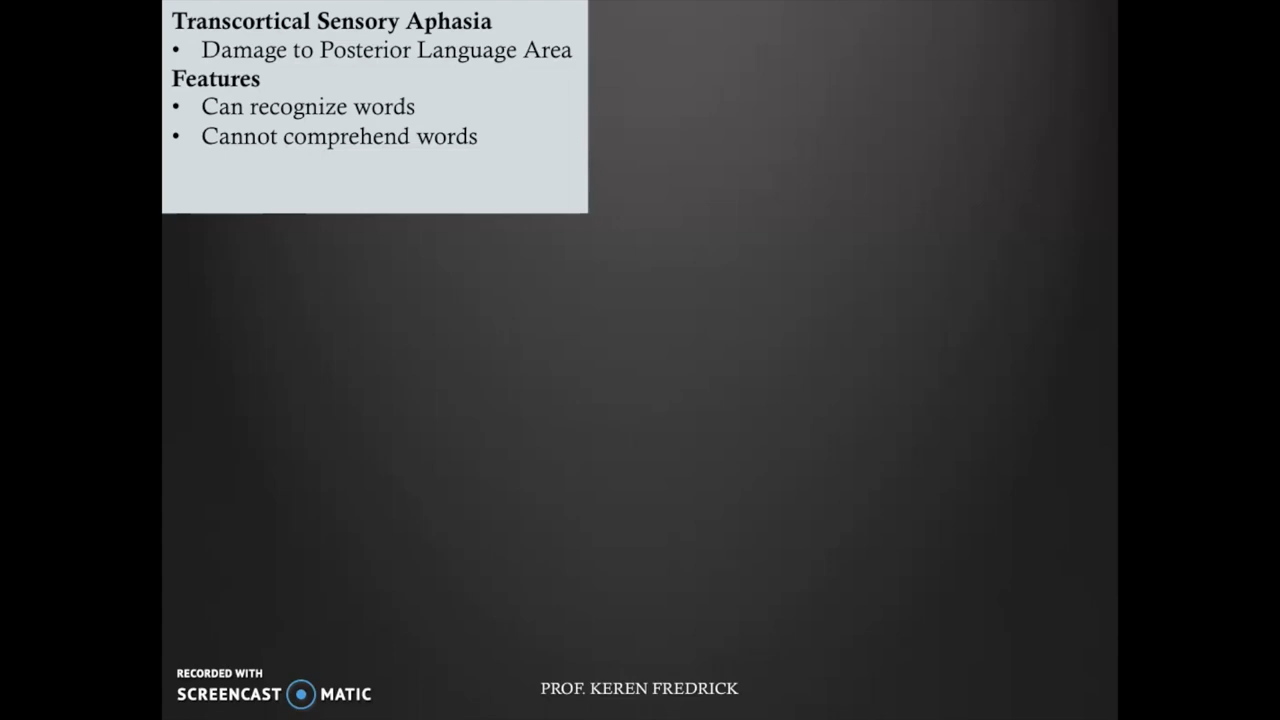 Transcortical Sensory Aphasia
• Damage to Posterior Language Area
Features
• Can recognize words
• Cannot comprehend words
RECORDED WITH
SCREENCAST MATIC
PROF. KEREN FREDRICK